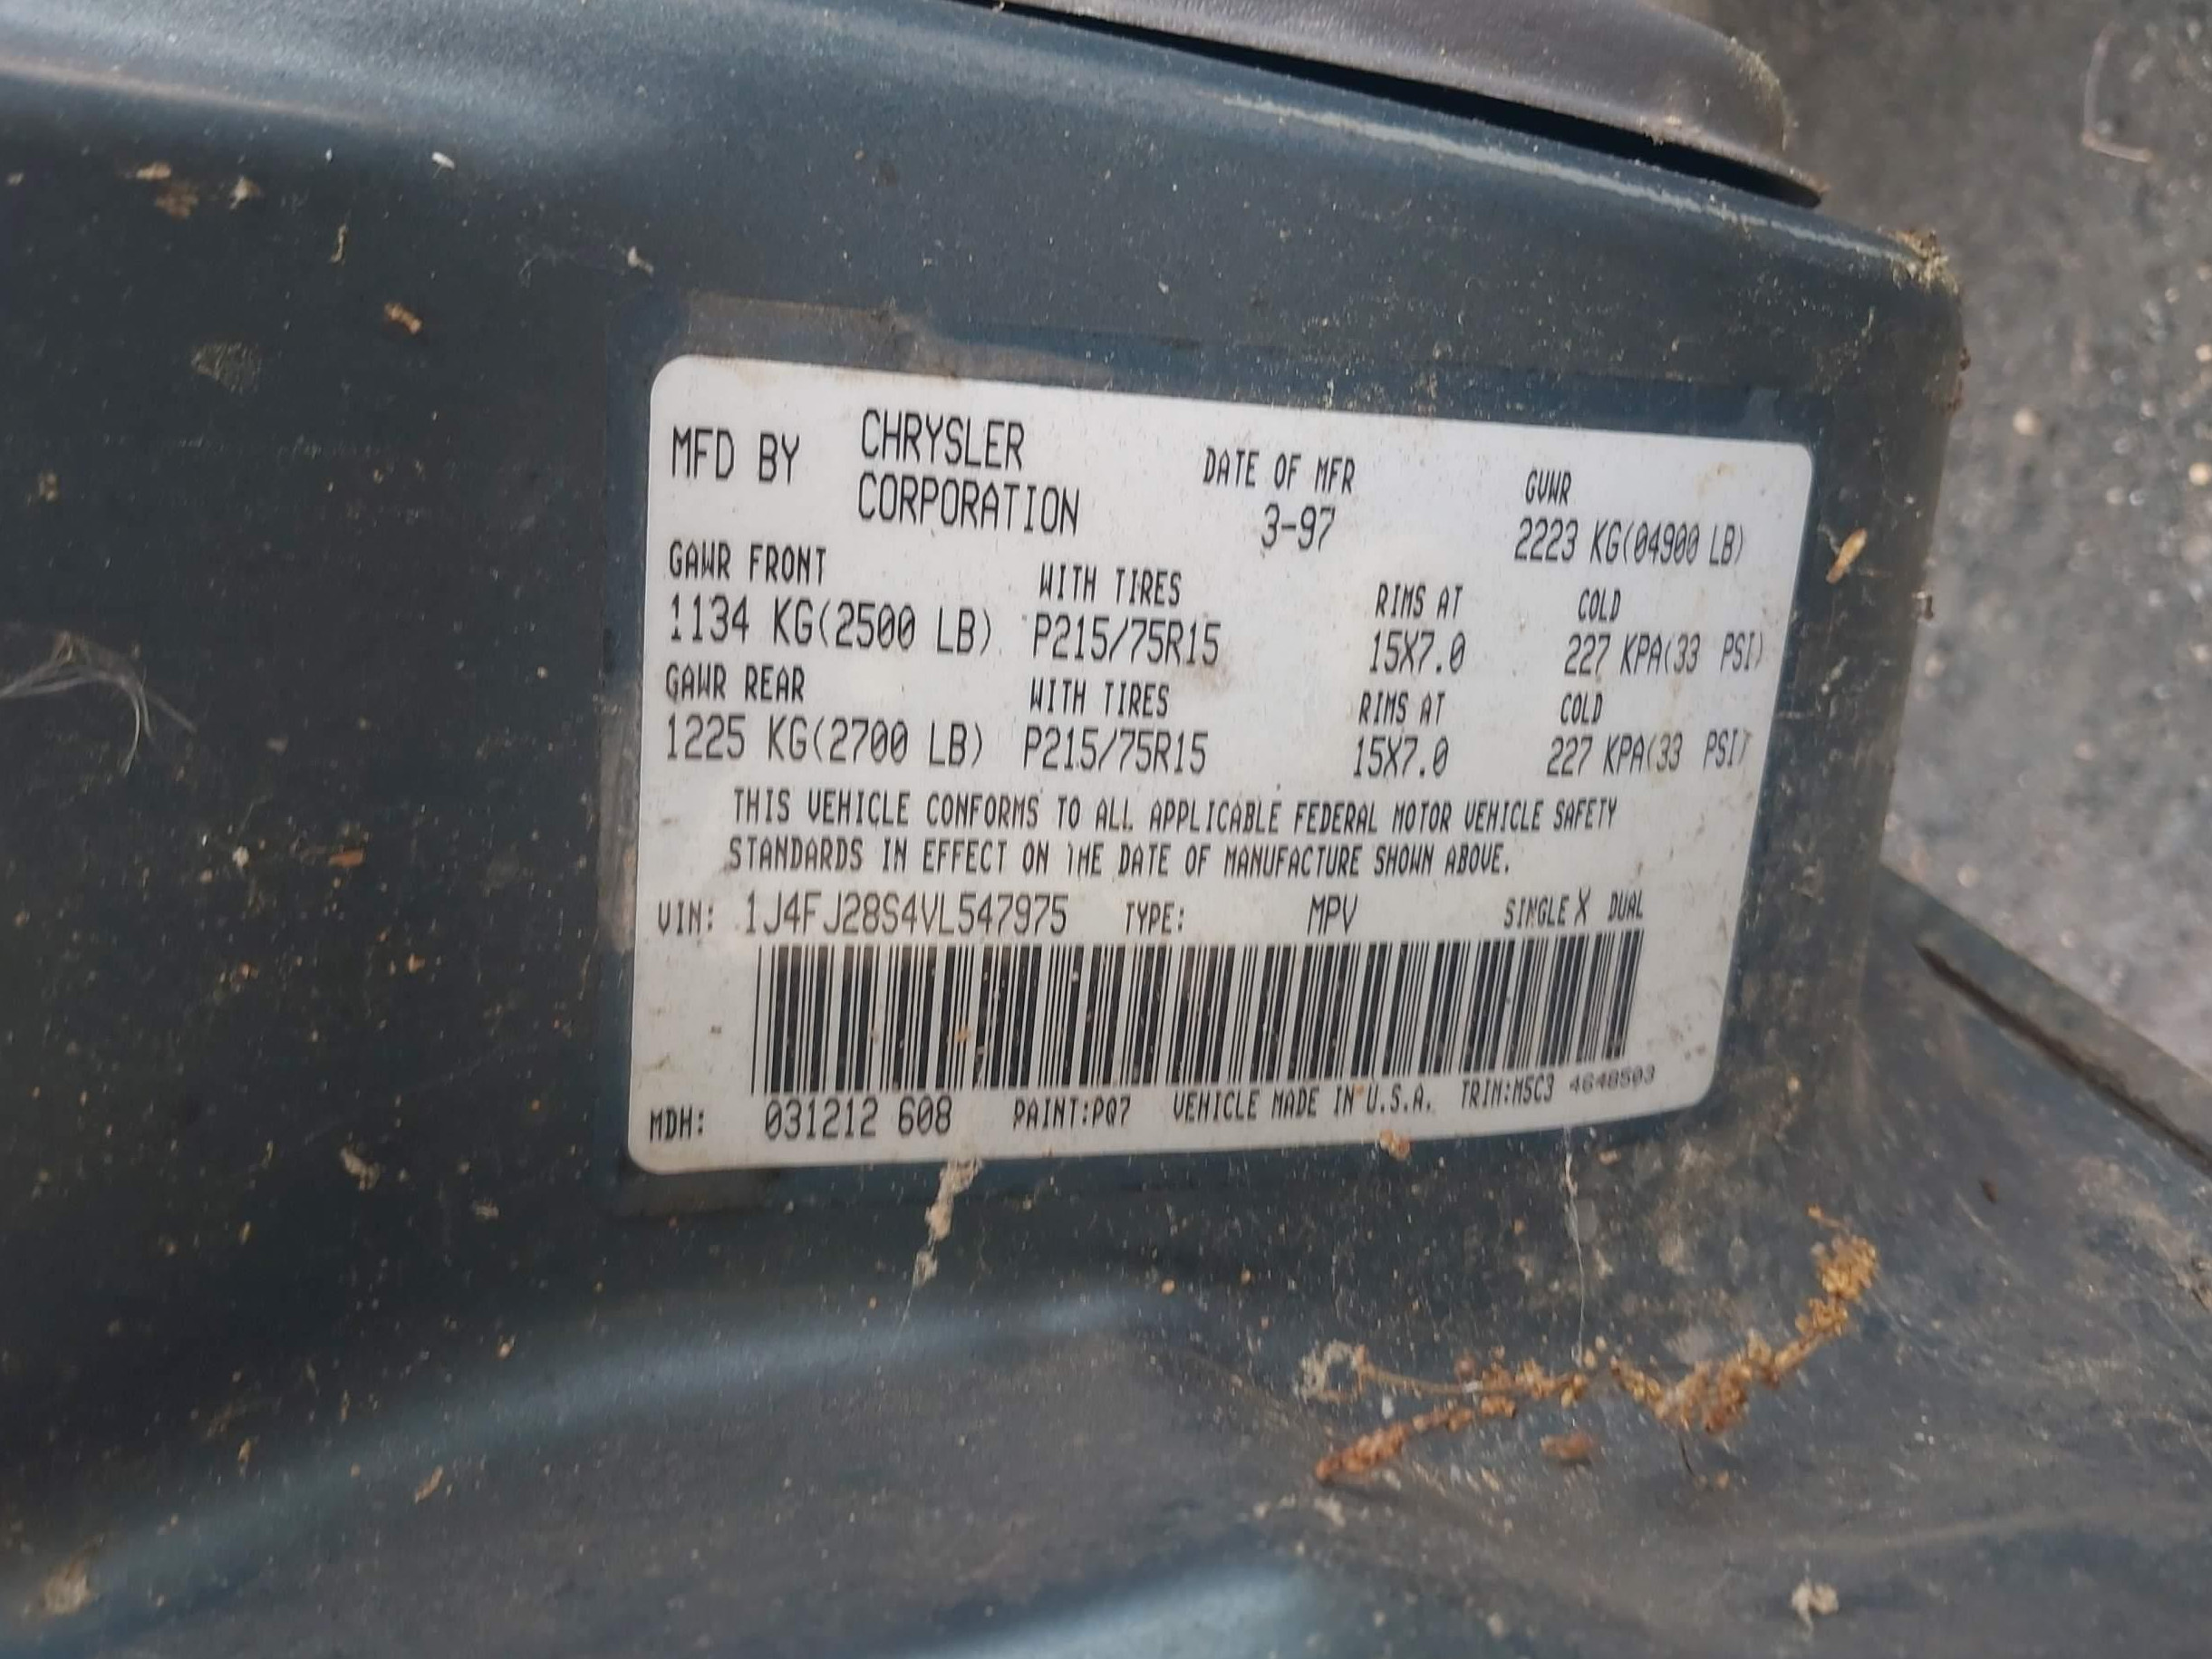 MFD BY CHRYSLER CORPORATION DATE OF MFR 3-97 GVWR 2223 KG(04900 LB)
GAWR FRONT WITH TIRES RIMS AT COLD
1134 KG(2500 LB) P215/75R15 15X7.0 227 KPA(33 PSI)
GAWR REAR WITH TIRES RIMS AT COLD
1225 KG(2700 LB) P215/75R15 15X7.0 227 KPA(33 PSI)
THIS VEHICLE CONFORMS TO ALL APPLICABLE FEDERAL MOTOR VEHICLE SAFETY
STANDARDS IN EFFECT ON THE DATE OF MANUFACTURE SHOWN ABOVE.
VIN: 1J4FJ28S4VL547975 TYPE: MPV SINGLE X DUAL
MDH: 031212 608 PAINT:PQ7 VEHICLE MADE IN U.S.A. TRIM:M5C3 4648503